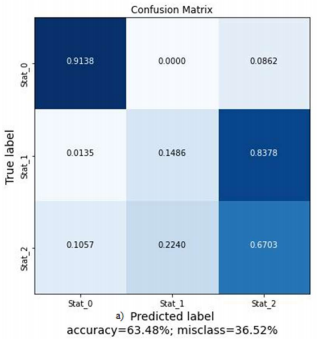 Confusion Matrix
Stat_0
0.9138 0.0000 0.0862
True label
Stat_1
0.0135 0.1486 0.8378
Stat_2
0.1057 0.2240 0.6703
Stat_0 Stat_1 Stat_2
a) Predicted label
accuracy=63.48%; misclass=36.52%